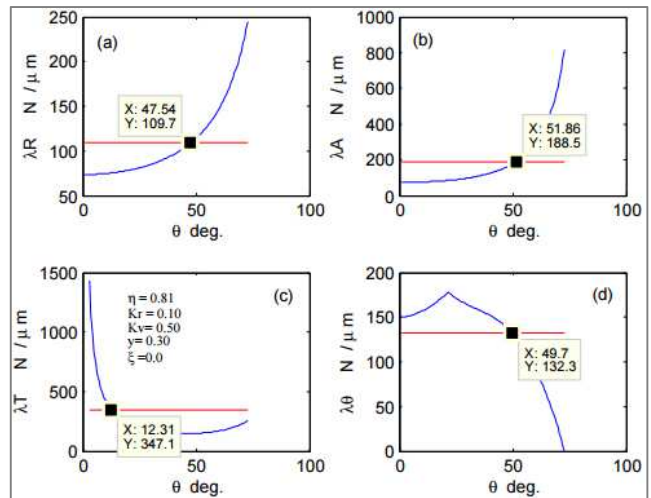 (a)
250
200
150
100
50
λR N / μ m
X: 47.54
Y: 109.7
0
50
100
θ deg.
(b)
1000
800
600
400
200
0
λA N / μ m
X: 51.86
Y: 188.5
0
50
100
θ deg.
(c)
1500
1000
500
0
λT N / μ m
η = 0.81
Kr = 0.10
Kv= 0.50
y= 0.30
ξ =0.0
X: 12.31
Y: 347.1
0
50
100
θ deg.
(d)
200
150
100
50
0
λθ N / μ m
X: 49.7
Y: 132.3
0
50
100
θ deg.